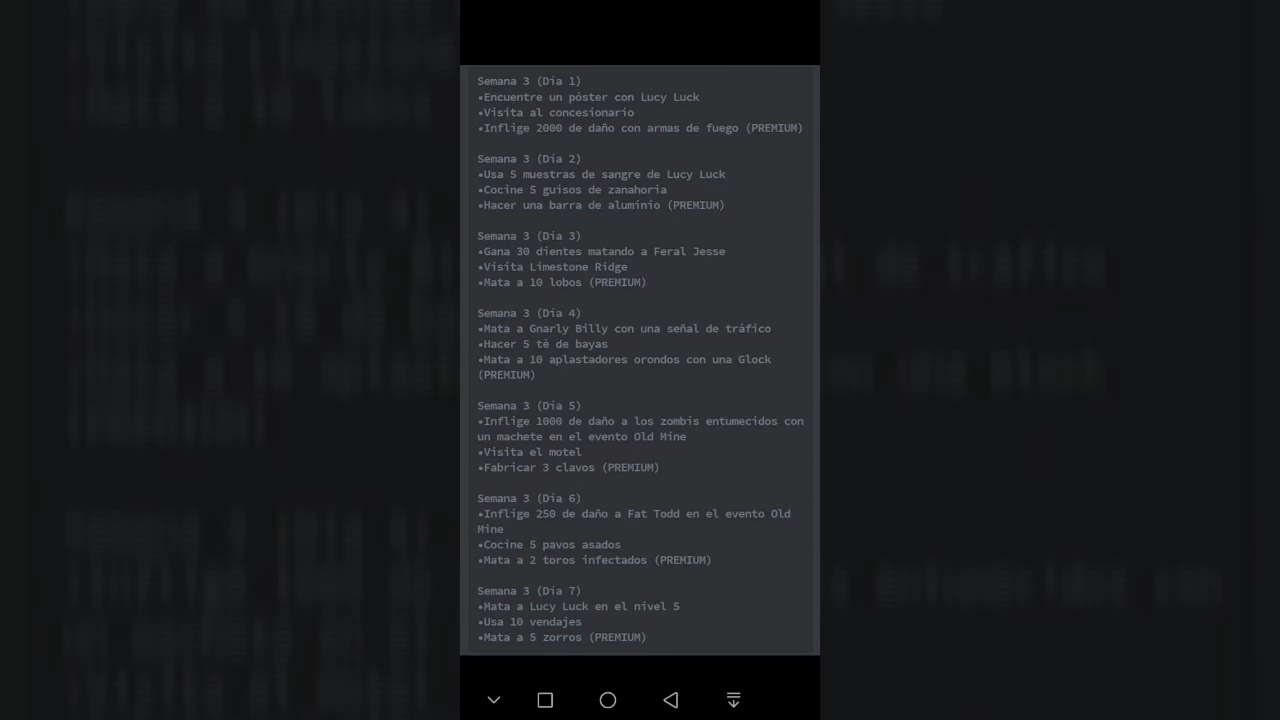 Semana 3 (Día 1)
•Encuentre un póster con Lucy Luck
•Visita al concesionario
•Inflige 2000 de daño con armas de fuego (PREMIUM)
Semana 3 (Día 2)
•Usa 5 muestras de sangre de Lucy Luck
•Cocine 5 guisos de zanahoria
•Hacer una barra de aluminio (PREMIUM)
Semana 3 (Día 3)
•Gana 30 dientes matando a Feral Jesse
•Visita Limestone Ridge
•Mata a 10 lobos (PREMIUM)
Semana 3 (Día 4)
•Mata a Gnarly Billy con una señal de tráfico
•Hacer 5 té de bayas
•Mata a 10 aplastadores orondos con una Glock
(PREMIUM)
Semana 3 (Día 5)
•Inflige 1000 de daño a los zombis entumecidos con
un machete en el evento Old Mine
•Visita el motel
•Fabricar 3 clavos (PREMIUM)
Semana 3 (Día 6)
•Inflige 250 de daño a Fat Todd en el evento Old
Mine
•Cocine 5 pavos asados
•Mata a 2 toros infectados (PREMIUM)
Semana 3 (Día 7)
•Mata a Lucy Luck en el nivel 5
•Usa 10 vendajes
•Mata a 5 zorros (PREMIUM)